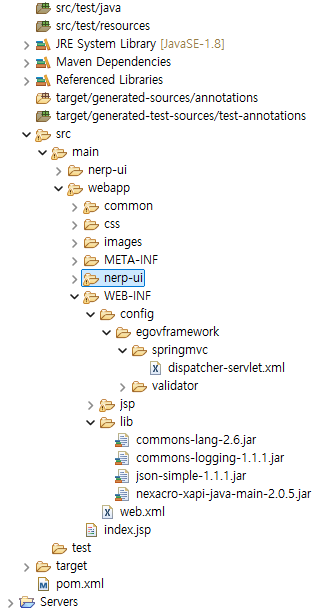 src/test/java
src/test/resources
JRE System Library [JavaSE-1.8]
Maven Dependencies
Referenced Libraries
target/generated-sources/annotations
target/generated-test-sources/test-annotations
src
main
nerp-ui
webapp
common
css
images
META-INF
nerp-ui
WEB-INF
config
egovframework
springmvc
dispatcher-servlet.xml
validator
jsp
lib
commons-lang-2.6.jar
commons-logging-1.1.1.jar
json-simple-1.1.1.jar
nexacro-xapi-java-main-2.0.5.jar
web.xml
index.jsp
test
target
pom.xml
Servers